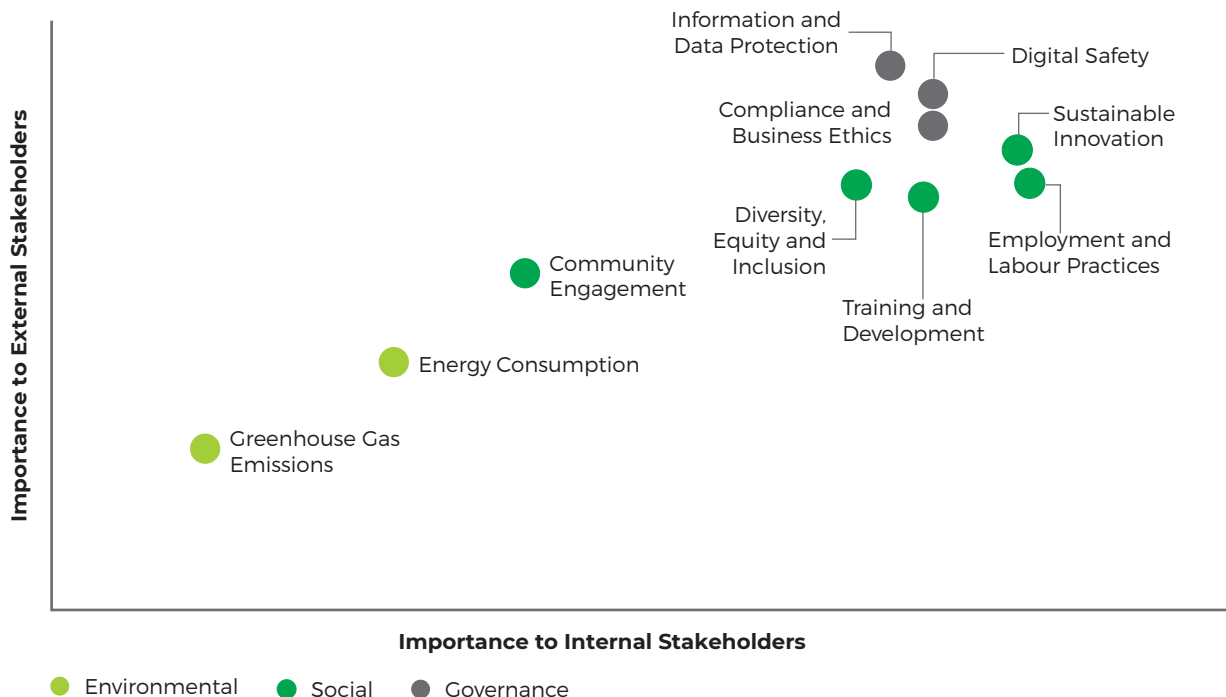 Information and
Data Protection
Digital Safety
Compliance and
Business Ethics
Sustainable
Innovation
Diversity,
Equity and
Inclusion
Employment and
Labour Practices
Community
Engagement
Training and
Development
Energy Consumption
Greenhouse Gas
Emissions
Importance to External Stakeholders
Importance to Internal Stakeholders
Environmental
Social
Governance